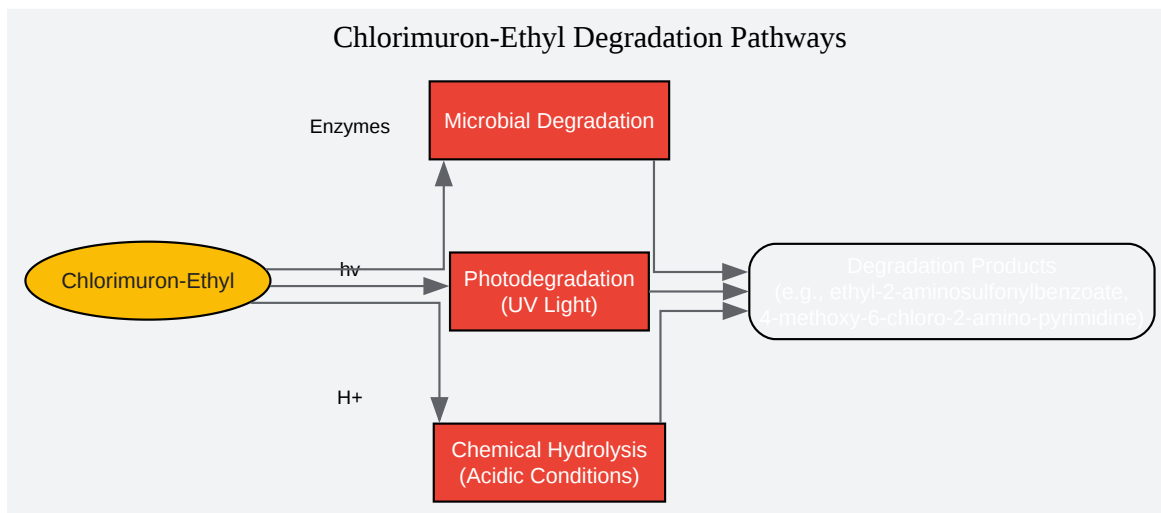 Chlorimuron-Ethyl Degradation Pathways
Enzymes
Microbial Degradation
Chlorimuron-Ethyl
hv
Photodegradation
(UV Light)
Degradation Products
(e.g., ethyl-2-aminosulfonylbenzoate,
4-methoxy-6-chloro-2-amino-pyrimidine)
H+
Chemical Hydrolysis
(Acidic Conditions)